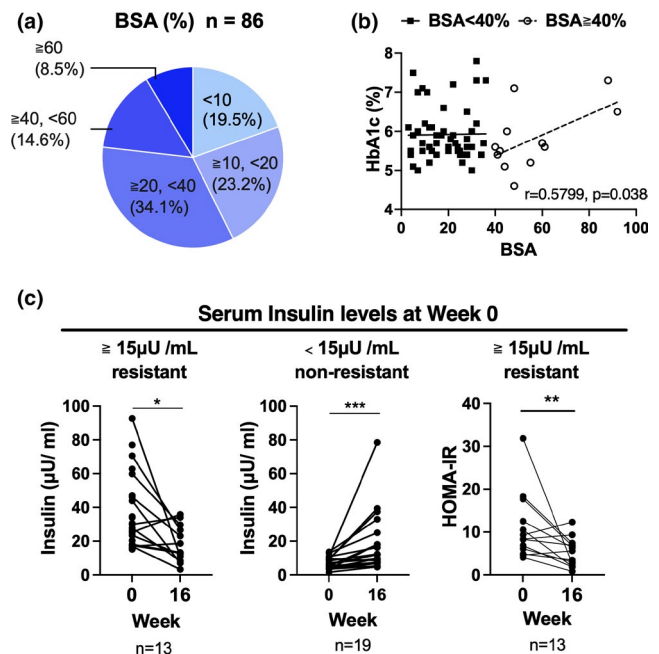 (a)
BSA (%) n = 86
≧60
(8.5%)
<10
(19.5%)
≧40, <60
(14.6%)
≧10, <20
(23.2%)
≧20, <40
(34.1%)
(b)
BSA<40% BSA≧40%
8
7
6
5
4
HbA1c (%)
r=0.5799, p=0.038
0 20 40 60 80 100
BSA
(c)
Serum Insulin levels at Week 0
≧ 15µU /mL
resistant
*
100
80
60
40
20
0
Insulin (µU/ ml)
0 16
Week
n=13
< 15µU /mL
non-resistant
***
100
80
60
40
20
0
Insulin (µU/ ml)
0 16
Week
n=19
≧ 15µU /mL
resistant
**
40
30
20
10
0
HOMA-IR
0 16
Week
n=13